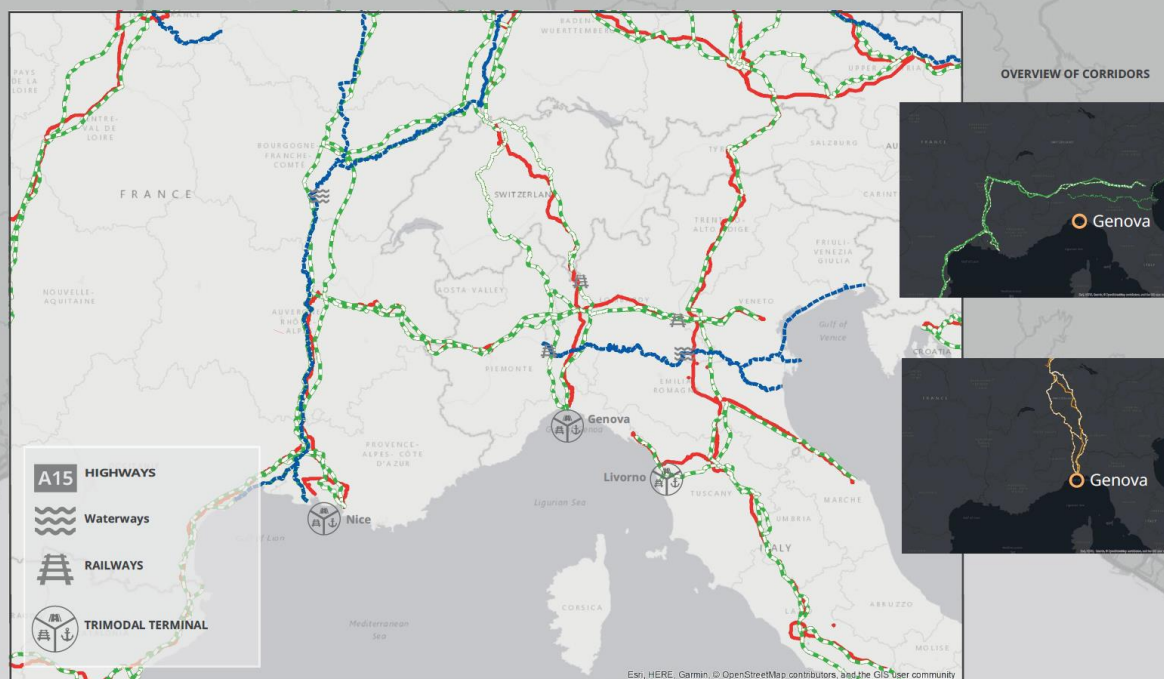 BADEN-
WUERTTEMBERG
PAYS
DE LA
LOIRE
CENTRE-
VAL DE
LOIRE
BOURGOGNE
FRANCHE-
COMTÉ
FRANCE
SWITZERLAND
SALZBURG
TRENTINO-
ALTO ADIGE
FRIULI-
VENEZIA
GIULIA
NOUVELLE-
AQUITAINE
AOSTA VALLEY
VENETO
Gulf of
Venice
CROATIA
PIEMONTE
EMILIA
ROMAGNA
Genova
PROVENCE-
ALPES- CÔTE
D'AZUR
Livorno
Ligurian Sea
TUSCANY
MARCHE
UMBRIA
Nice
ITALY
CORSICA
ABRUZZO
Mediterranean
Sea
MOLISE
A15 HIGHWAYS
Waterways
RAILWAYS
TRIMODAL TERMINAL
Esri, HERE, Garmin, © OpenStreetMap contributors, and the GIS user community
OVERVIEW OF CORRIDORS
Genova
Genova